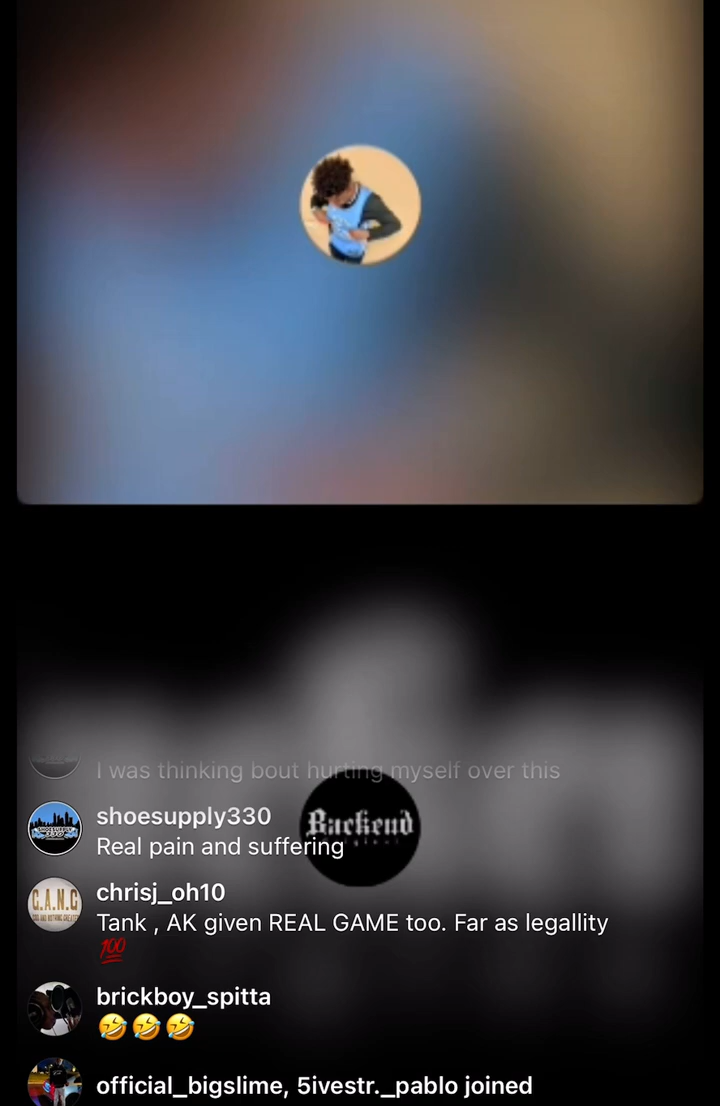 I was thinking bout hurting myself over this
shoesupply330
Real pain and suffering
Backend
chrisj_oh10
Tank , AK given REAL GAME too. Far as legallity
💯
brickboy_spitta
🤣🤣🤣
official_bigslime, 5ivestr._pablo joined